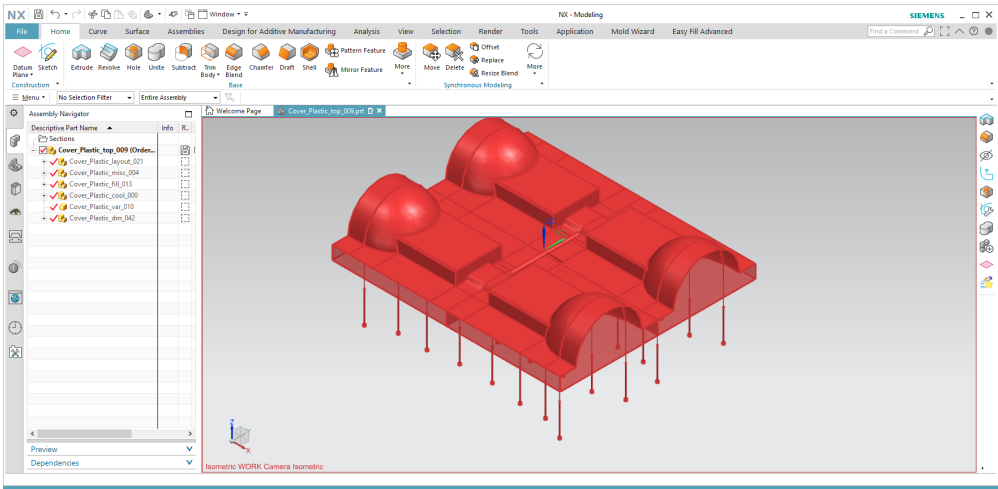 NX
Window
NX - Modeling
SIEMENS
File Home Curve Surface Assemblies Design for Additive Manufacturing Analysis View Selection Render Tools Application Mold Wizard Easy Fill Advanced
Find a Command
Datum Plane
Sketch
Extrude
Revolve
Hole
Unite
Subtract
Trim Body
Edge Blend
Chamfer
Draft
Shell
Pattern Feature
Mirror Feature
More
Move
Delete
Offset
Replace
Resize Blend
More
Construction
Base
Synchronous Modeling
Menu
No Selection Filter
Entire Assembly
Assembly Navigator
Welcome Page
Cover_Plastic_top_009.prt
Descriptive Part Name Info R..
Sections
Cover_Plastic_top_009 (Order...
Cover_Plastic_layout_021
Cover_Plastic_misc_004
Cover_Plastic_fill_013
Cover_Plastic_cool_000
Cover_Plastic_var_010
Cover_Plastic_dm_042
Preview
Dependencies
Z
X
Isometric WORK Camera Isometric